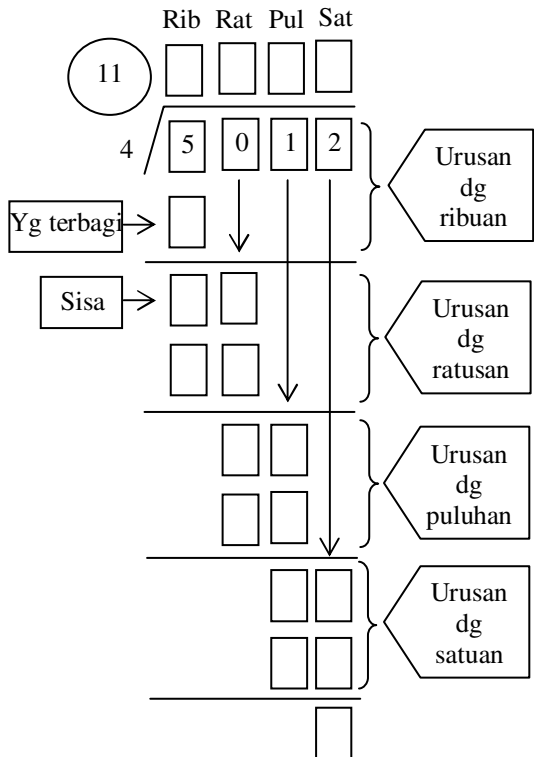 Rib Rat Pul Sat
11
4 5 0 1 2
Urusan
dg
ribuan
Yg terbagi
Sisa
Urusan
dg
ratusan
Urusan
dg
puluhan
Urusan
dg
satuan